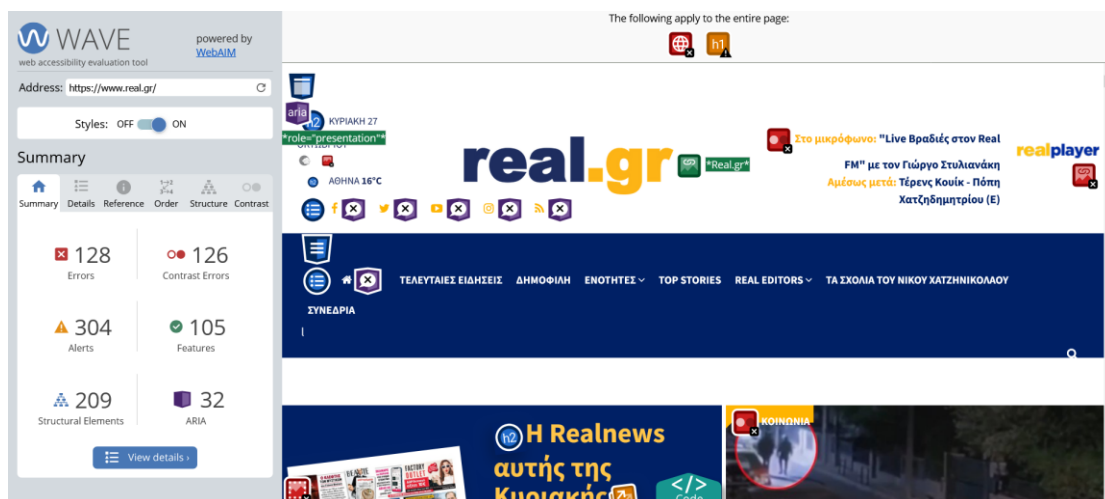 WAVE
web accessibility evaluation tool
powered by
WebAIM
Address: https://www.real.gr/
Styles: OFF ON
Summary
Summary Details Reference Order Structure Contrast
128
Errors
126
Contrast Errors
304
Alerts
105
Features
209
Structural Elements
32
ARIA
View details ›
The following apply to the entire page:
h1
aria
h2 ΚΥΡΙΑΚΗ 27
*role="presentation"*
ΑΘΗΝΑ 16°C
real.gr *Real.gr*
Στο μικρόφωνο: "Live Βραδιές στον Real
FM" με τον Γιώργο Στυλιανάκη
Αμέσως μετά: Τέρενς Κουίκ - Πόπη
Χατζηδημητρίου (Ε)
realplayer
ΤΕΛΕΥΤΑΙΕΣ ΕΙΔΗΣΕΙΣ ΔΗΜΟΦΙΛΗ ΕΝΟΤΗΤΕΣ TOP STORIES REAL EDITORS ΤΑ ΣΧΟΛΙΑ ΤΟΥ ΝΙΚΟΥ ΧΑΤΖΗΝΙΚΟΛΑΟΥ
ΣΥΝΕΔΡΙΑ
h2 Η Realnews
αυτής της
Κυριακής
FACTORY
OUTLET
</>
Code
ΚΟΙΝΩΝΙΑ